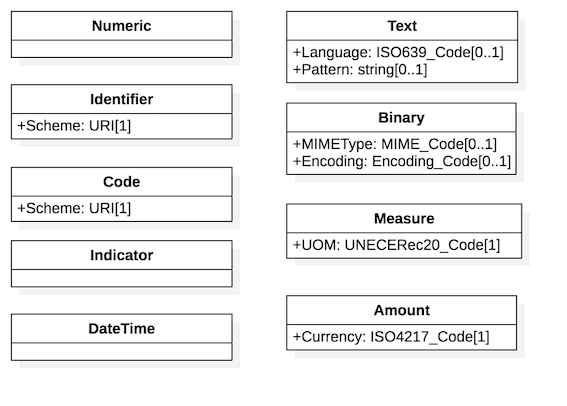 Numeric
Identifier
+Scheme: URI[1]
Code
+Scheme: URI[1]
Indicator
DateTime
Text
+Language: ISO639_Code[0..1]
+Pattern: string[0..1]
Binary
+MIMEType: MIME_Code[0..1]
+Encoding: Encoding_Code[0..1]
Measure
+UOM: UNECERec20_Code[1]
Amount
+Currency: ISO4217_Code[1]